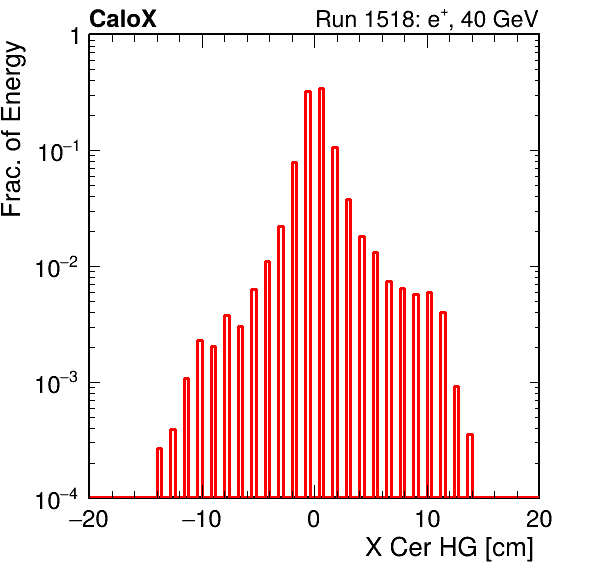 CaloX Run 1518: e⁺, 40 GeV
Frac. of Energy
1
10⁻¹
10⁻²
10⁻³
10⁻⁴
−20 −10 0 10 20
X Cer HG [cm]